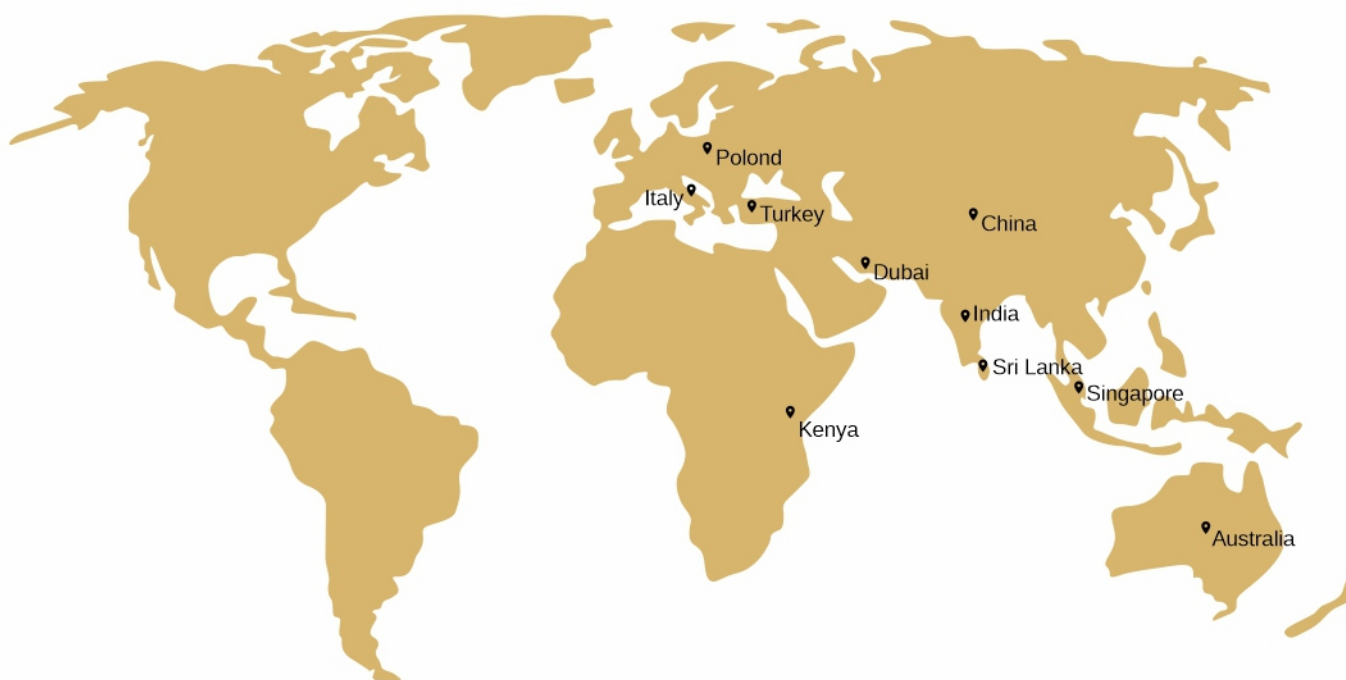 Polond
Italy
Turkey
China
Dubai
India
Sri Lanka
Singapore
Kenya
Australia